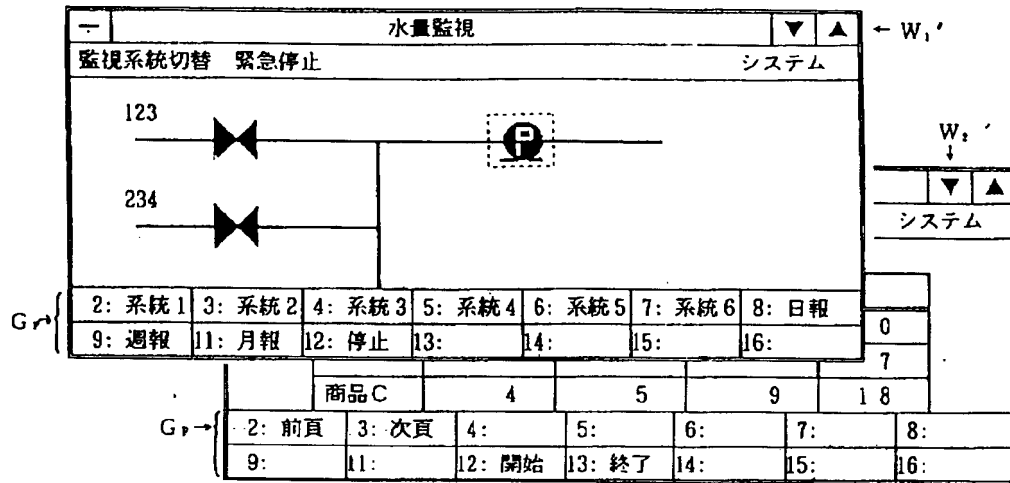 水量監視 ▼ ▲ ← W₁′
監視系統切替 緊急停止 システム
123
P
W₂′
↓
▼ ▲
234
システム
2: 系統1 3: 系統2 4: 系統3 5: 系統4 6: 系統5 7: 系統6 8: 日報
0
9: 週報 11: 月報 12: 停止 13: 14: 15: 16:
7
商品C 4 5 9 18
G_P→ 2: 前頁 3: 次頁 4: 5: 6: 7: 8:
9: 11: 12: 開始 13: 終了 14: 15: 16: